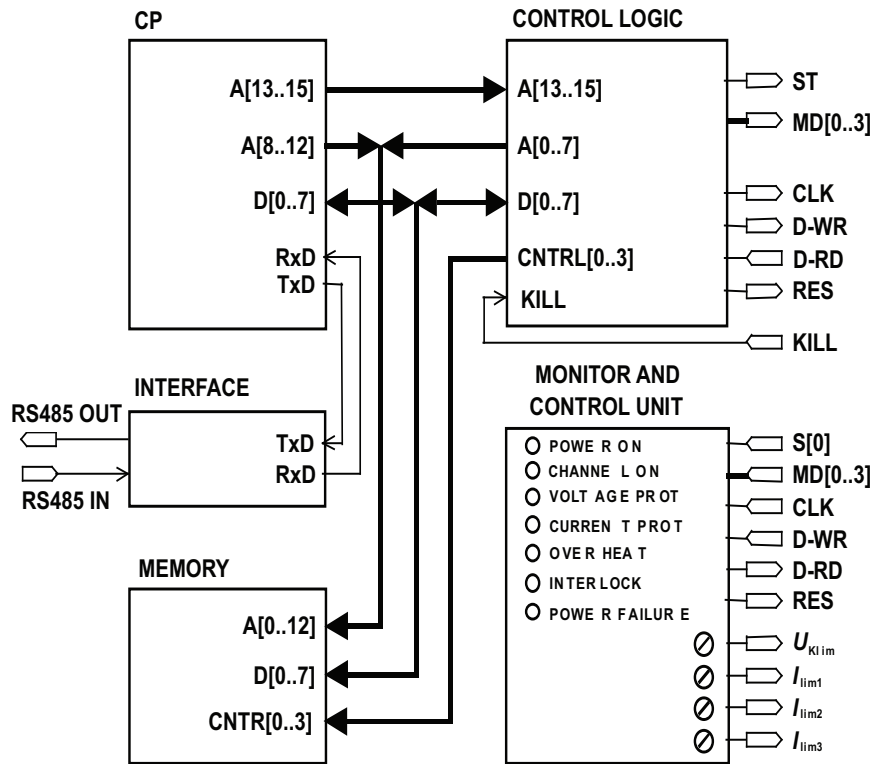 CP
CONTROL LOGIC
A[13..15]
A[8..12]
D[0..7]
RxD
TxD
A[13..15]
A[0..7]
D[0..7]
CNTRL[0..3]
KILL
ST
MD[0..3]
CLK
D-WR
D-RD
RES
KILL
INTERFACE
RS485 OUT
RS485 IN
TxD
RxD
MONITOR AND
CONTROL UNIT
POWER ON
CHANNEL ON
VOLTAGE PROT
CURRENT PROT
OVER HEAT
INTERLOCK
POWER FAILURE
S[0]
MD[0..3]
CLK
D-WR
D-RD
RES
UKlim
Ilim1
Ilim2
Ilim3
MEMORY
A[0..12]
D[0..7]
CNTR[0..3]